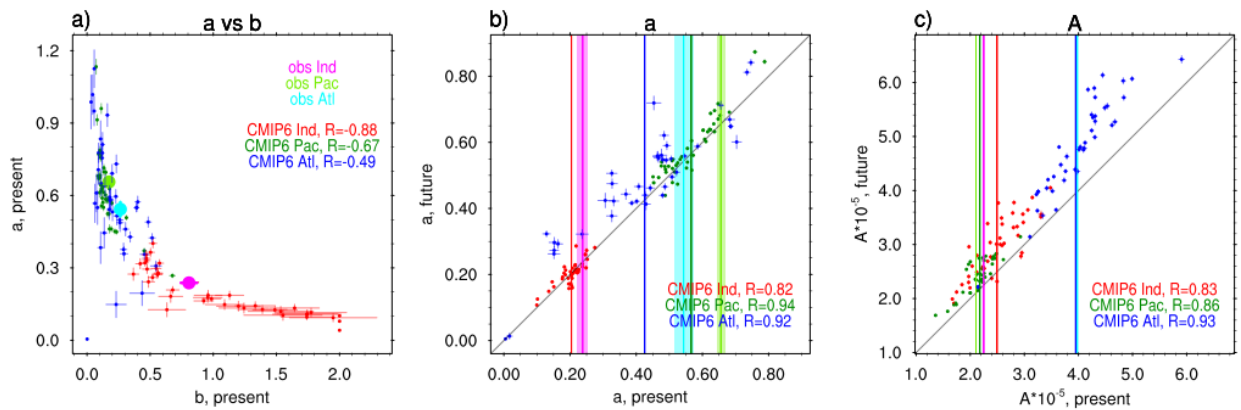 a)
a vs b
1.2
0.9
0.6
0.3
0.0
a, present
0.0
0.5
1.0
1.5
2.0
b, present
obs Ind
obs Pac
obs Atl
CMIP6 Ind, R=-0.88
CMIP6 Pac, R=-0.67
CMIP6 Atl, R=-0.49
b)
a
0.80
0.60
0.40
0.20
0.00
a, future
0.00
0.20
0.40
0.60
0.80
a, present
CMIP6 Ind, R=0.82
CMIP6 Pac, R=0.94
CMIP6 Atl, R=0.92
c)
A
6.0
5.0
4.0
3.0
2.0
1.0
A*10⁻⁵, future
1.0
2.0
3.0
4.0
5.0
6.0
A*10⁻⁵, present
CMIP6 Ind, R=0.83
CMIP6 Pac, R=0.86
CMIP6 Atl, R=0.93